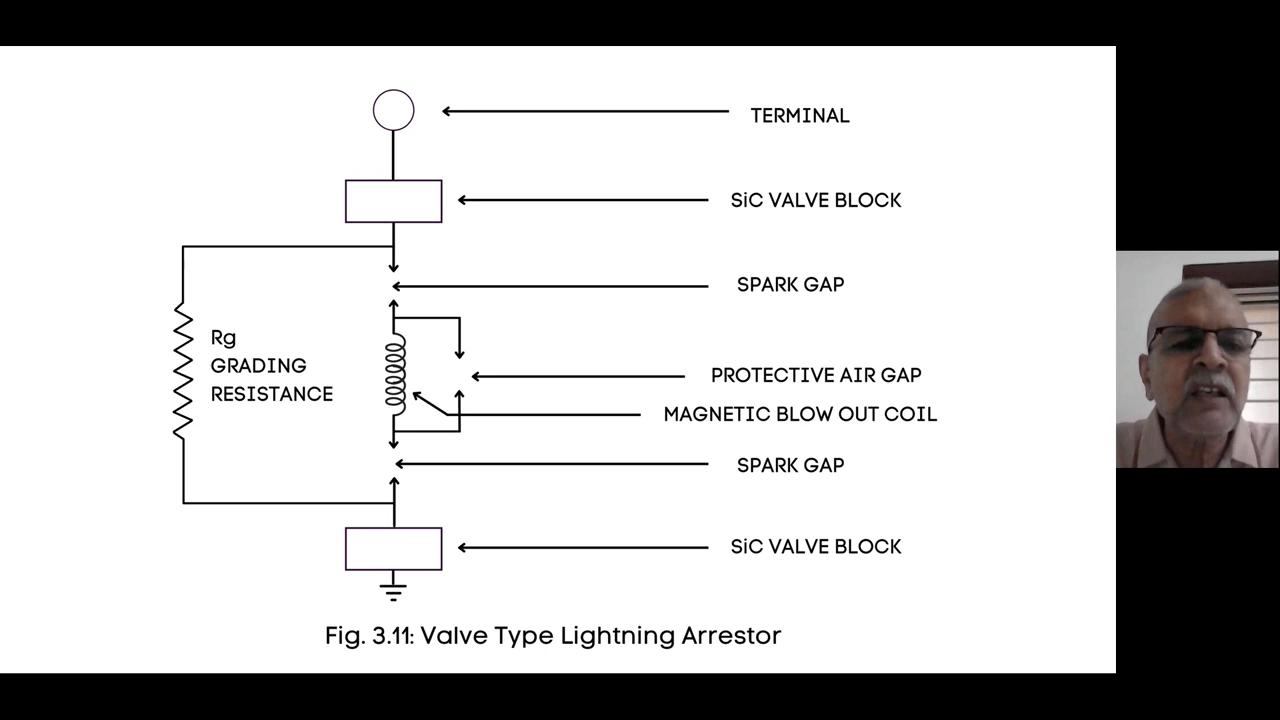 TERMINAL
SiC VALVE BLOCK
SPARK GAP
Rg
GRADING
RESISTANCE
PROTECTIVE AIR GAP
MAGNETIC BLOW OUT COIL
SPARK GAP
SiC VALVE BLOCK
Fig. 3.11: Valve Type Lightning Arrestor